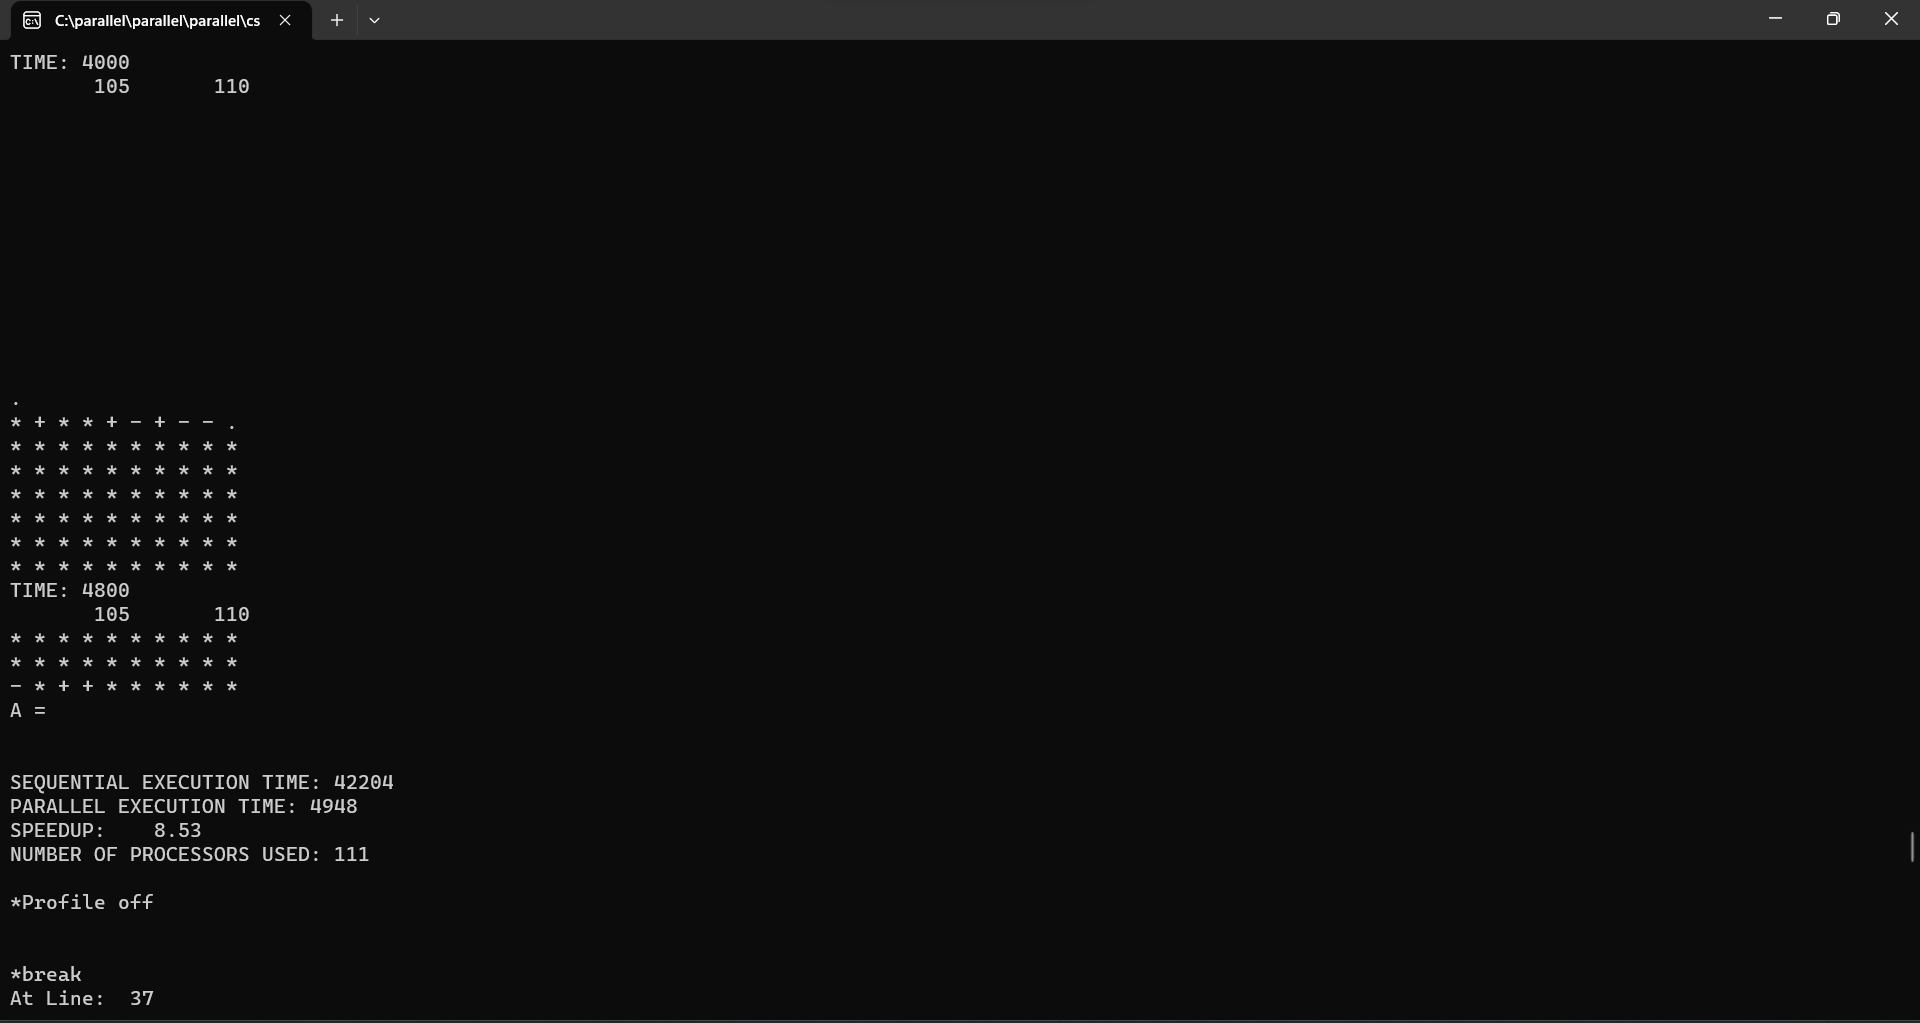 C:\parallel\parallel\parallel\cs
TIME: 4000
       105       110
.
* + * * + - + - - .
* * * * * * * * * *
* * * * * * * * * *
* * * * * * * * * *
* * * * * * * * * *
* * * * * * * * * *
* * * * * * * * * *
TIME: 4800
       105       110
* * * * * * * * * *
* * * * * * * * * *
- * + + * * * * * *
A =
SEQUENTIAL EXECUTION TIME: 42204
PARALLEL EXECUTION TIME: 4948
SPEEDUP:    8.53
NUMBER OF PROCESSORS USED: 111
*Profile off
*break
At Line:  37